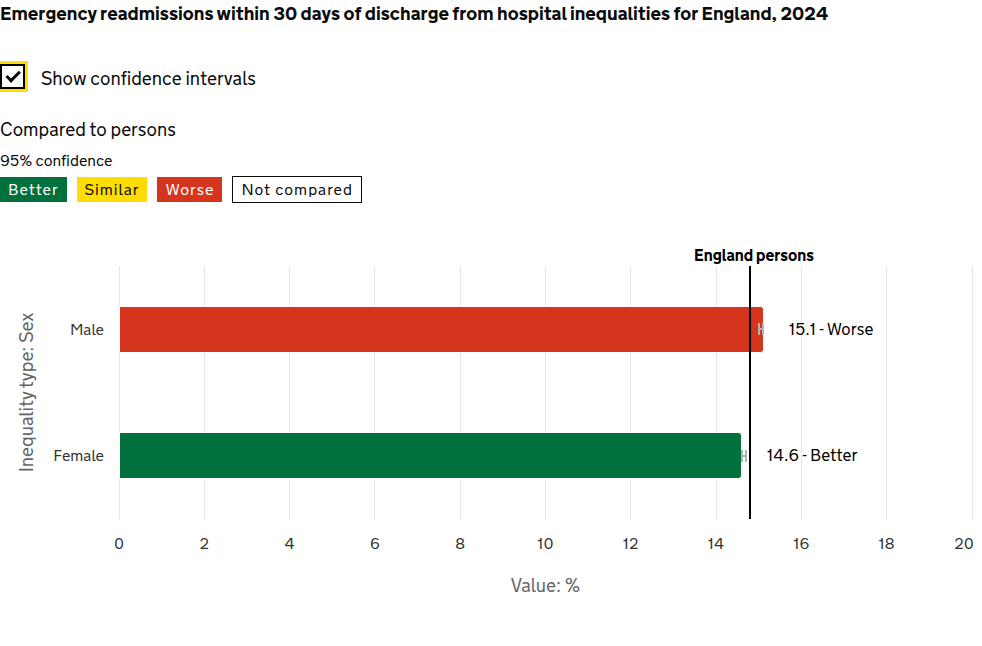 Emergency readmissions within 30 days of discharge from hospital inequalities for England, 2024
Show confidence intervals
Compared to persons
95% confidence
Better Similar Worse Not compared
England persons
Inequality type: Sex
Male 15.1 - Worse
Female 14.6 - Better
0 2 4 6 8 10 12 14 16 18 20
Value: %